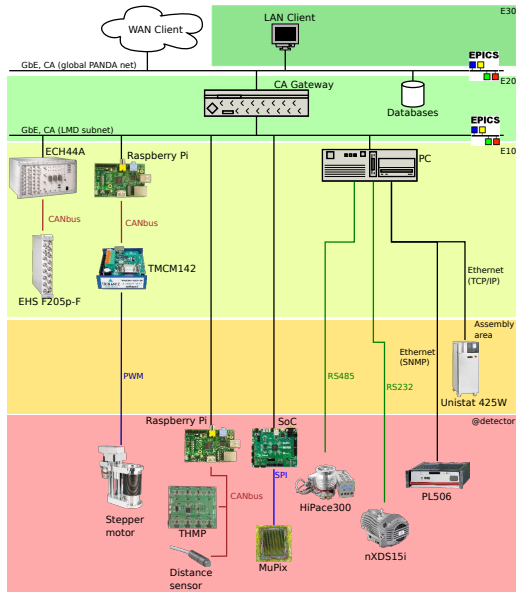 WAN Client
LAN Client
E30
GbE, CA (global PANDA net)
EPICS
E20
CA Gateway
Databases
EPICS
GbE, CA (LMD subnet)
ECH44A
Raspberry Pi
PC
E10
CANbus
CANbus
TMCM142
EHS F205p-F
Ethernet
(TCP/IP)
Assembly
area
Ethernet
(SNMP)
PWM
RS485
RS232
Unistat 425W
Raspberry Pi
SoC
@detector
SPI
CANbus
Stepper
motor
THMP
HiPace300
PL506
MuPix
nXDS15i
Distance
sensor